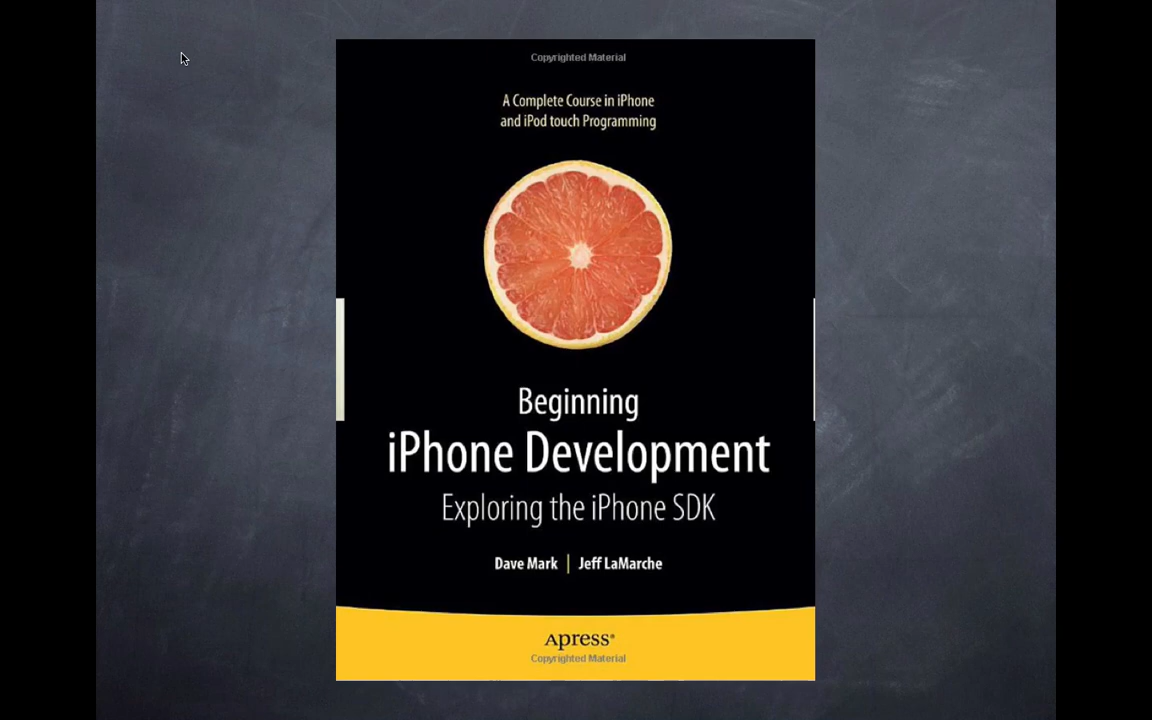 Copyrighted Material
A Complete Course in iPhone
and iPod touch Programming
Beginning
iPhone Development
Exploring the iPhone SDK
Dave Mark | Jeff LaMarche
Apress®
Copyrighted Material